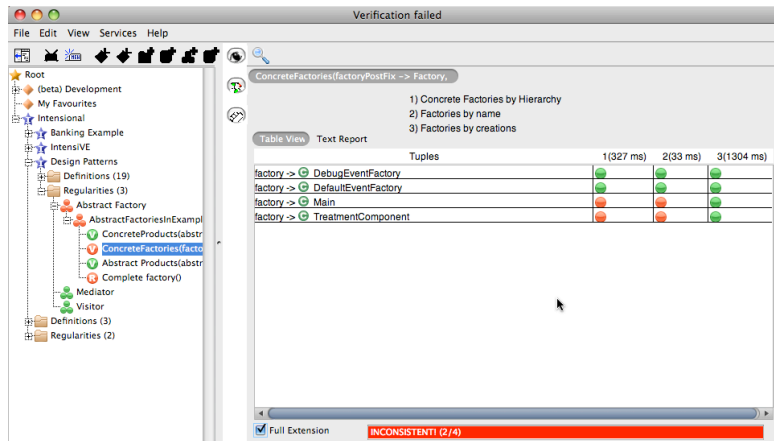 Verification failed
File Edit View Services Help
Root
(beta) Development
My Favourites
Intensional
Banking Example
IntensiVE
Design Patterns
Definitions (19)
Regularities (3)
Abstract Factory
AbstractFactoriesInExampl
ConcreteProducts(abstr
ConcreteFactories(facto
Abstract Products(abstr
Complete factory()
Mediator
Visitor
Definitions (3)
Regularities (2)
ConcreteFactories(factoryPostFix -> Factory,
1) Concrete Factories by Hierarchy
2) Factories by name
3) Factories by creations
Table View Text Report
Tuples 1(327 ms) 2(33 ms) 3(1304 ms)
factory -> C DebugEventFactory
factory -> C DefaultEventFactory
factory -> C Main
factory -> C TreatmentComponent
Full Extension INCONSISTENT! (2/4)